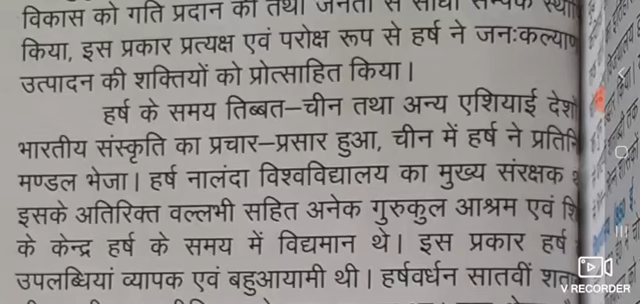 विकास को गति प्रदान की तथा जनता से सीधा सम्पर्क
किया, इस प्रकार प्रत्यक्ष एवं परोक्ष रूप से हर्ष ने जनःकल्याण
उत्पादन की शक्तियों को प्रोत्साहित किया।
हर्ष के समय तिब्बत–चीन तथा अन्य एशियाई देशों
भारतीय संस्कृति का प्रचार–प्रसार हुआ, चीन में हर्ष ने
मण्डल भेजा। हर्ष नालंदा विश्वविद्यालय का मुख्य संरक्षक
इसके अतिरिक्त वल्लभी सहित अनेक गुरुकुल आश्रम एवं
के केन्द्र हर्ष के समय में विद्यमान थे। इस प्रकार हर्ष
उपलब्धियां व्यापक एवं बहुआयामी थी। हर्षवर्धन सातवीं
V RECORDER